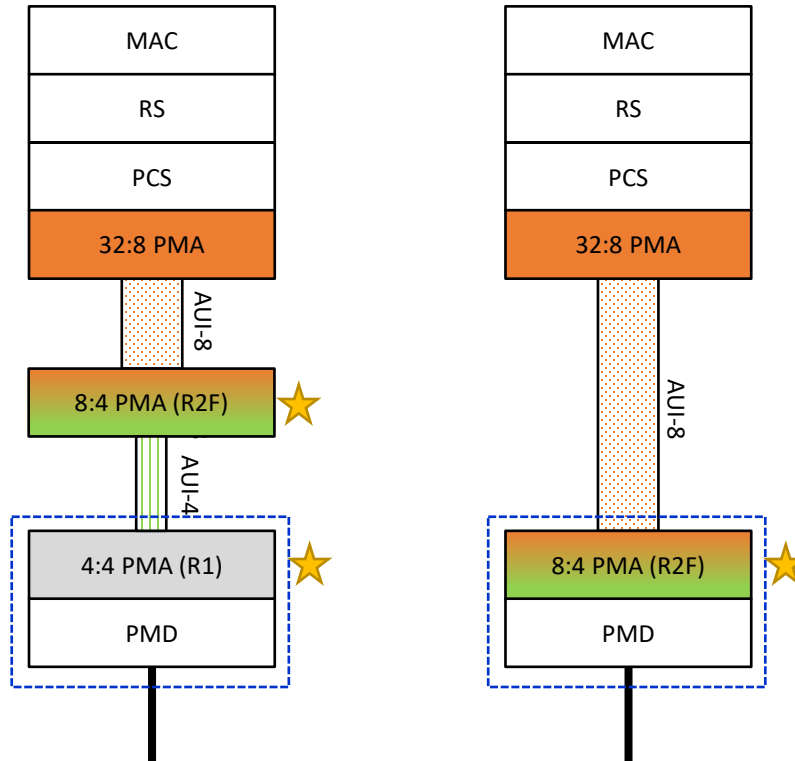 MAC
RS
PCS
32:8 PMA
AUI-8
8:4 PMA (R2F)
AUI-4
4:4 PMA (R1)
PMD
MAC
RS
PCS
32:8 PMA
AUI-8
8:4 PMA (R2F)
PMD